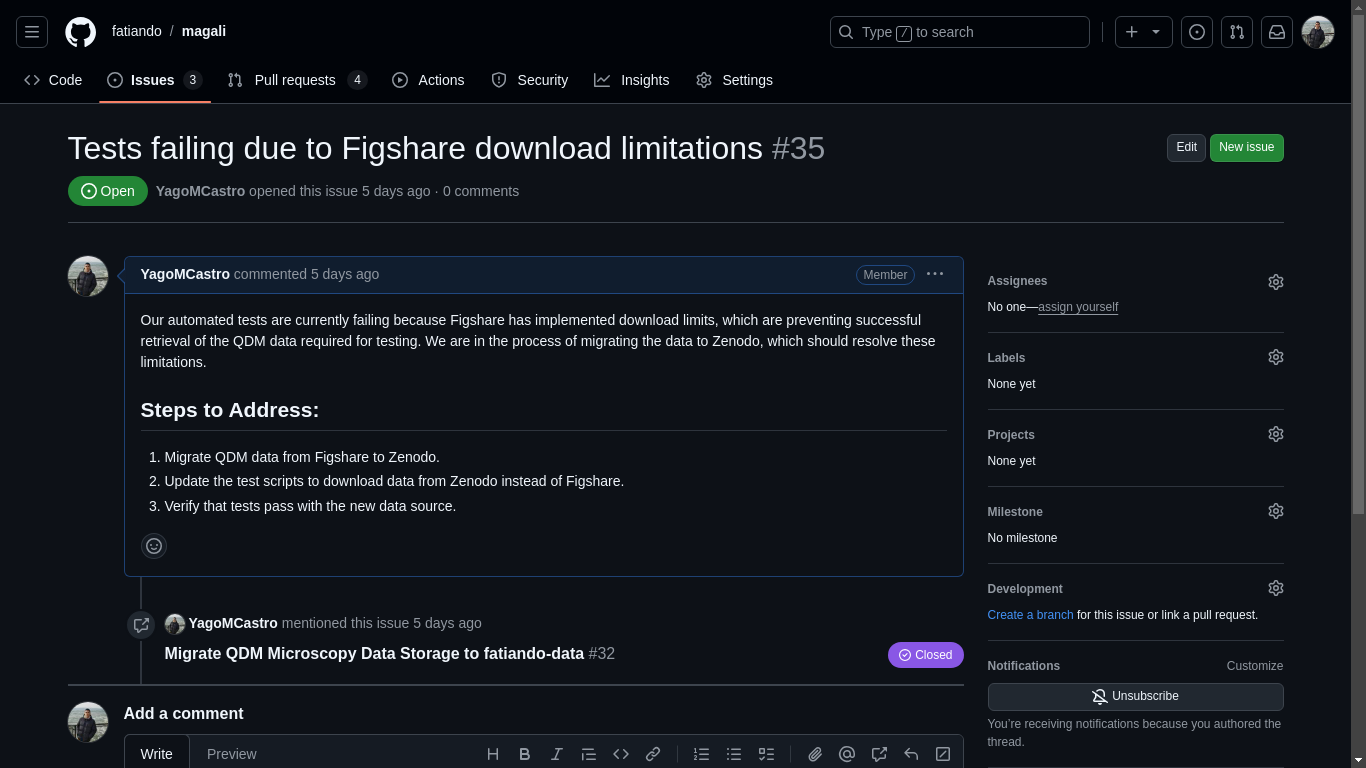 fatiando / magali
Type / to search
Code
Issues 3
Pull requests 4
Actions
Security
Insights
Settings
Tests failing due to Figshare download limitations #35
Edit
New issue
Open
YagoMCastro opened this issue 5 days ago · 0 comments
YagoMCastro commented 5 days ago
Member
Our automated tests are currently failing because Figshare has implemented download limits, which are preventing successful
retrieval of the QDM data required for testing. We are in the process of migrating the data to Zenodo, which should resolve these
limitations.
Steps to Address:
1. Migrate QDM data from Figshare to Zenodo.
2. Update the test scripts to download data from Zenodo instead of Figshare.
3. Verify that tests pass with the new data source.
YagoMCastro mentioned this issue 5 days ago
Migrate QDM Microscopy Data Storage to fatiando-data #32
Closed
Add a comment
Write
Preview
Assignees
No one—assign yourself
Labels
None yet
Projects
None yet
Milestone
No milestone
Development
Create a branch for this issue or link a pull request.
Notifications
Customize
Unsubscribe
You're receiving notifications because you authored the
thread.